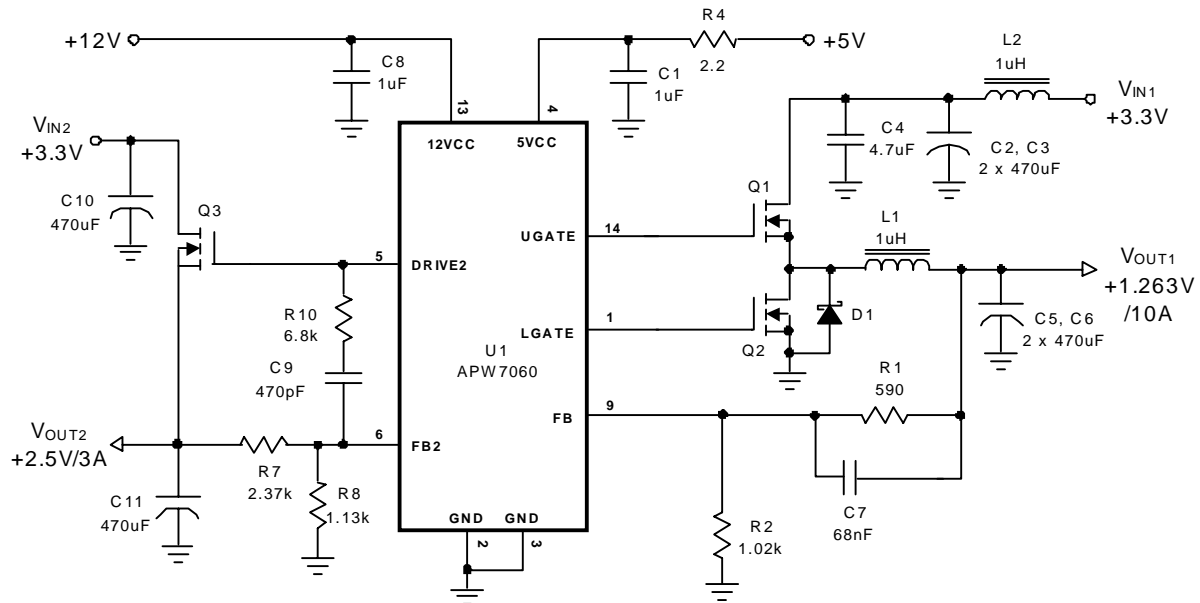 +12V
C8
1uF
13
12VCC
4
5VCC
C1
1uF
R4
2.2
+5V
L2
1uH
VIN1
+3.3V
C4
4.7uF
C2, C3
2 x 470uF
VIN2
+3.3V
C10
470uF
Q3
5
DRIVE2
R10
6.8k
C9
470pF
UGATE
14
Q1
L1
1uH
VOUT1
+1.263V
/10A
LGATE
1
Q2
D1
C5, C6
2 x 470uF
U1
APW7060
R1
590
FB
9
VOUT2
+2.5V/3A
6
FB2
R7
2.37k
R8
1.13k
C11
470uF
GND
GND
2
3
R2
1.02k
C7
68nF